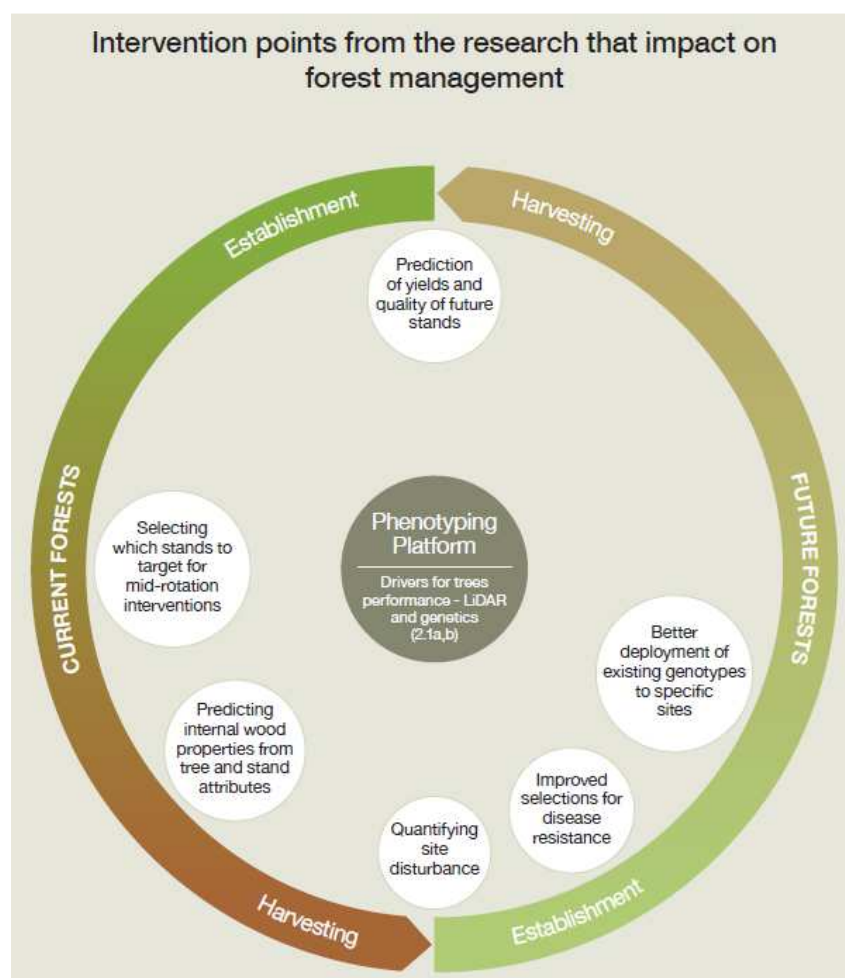 Intervention points from the research that impact on
forest management
Establishment
Harvesting
Prediction
of yields and
quality of future
stands
CURRENT FORESTS
Selecting
which stands to
target for
mid-rotation
interventions
Phenotyping
Platform
Drivers for trees
performance - LiDAR
and genetics
(2.1a,b)
FUTURE FORESTS
Better
deployment of
existing genotypes
to specific
sites
Predicting
internal wood
properties from
tree and stand
attributes
Improved
selections for
disease
resistance
Quantifying
site
disturbance
Harvesting
Establishment